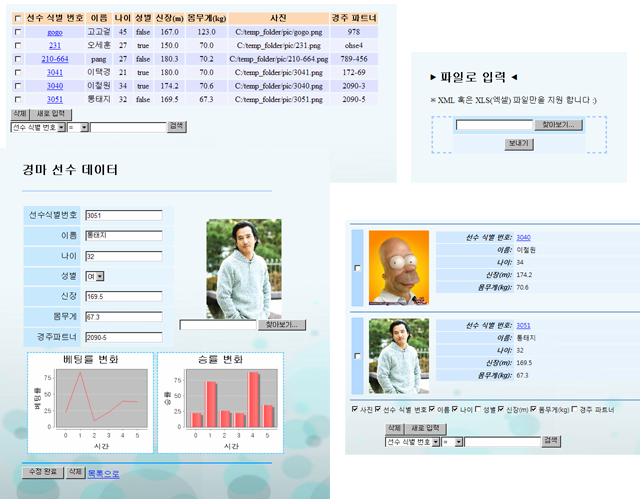 선수 식별 번호 이름 나이 성별 신장(m) 몸무게(kg) 사진 경주 파트너
gogo 고고걸 45 false 167.0 123.0 C:/temp_folder/pic/gogo.png 978
231 오세훈 27 true 150.0 70.0 C:/temp_folder/pic/231.png ohse4
210-664 pang 27 false 180.3 70.2 C:/temp_folder/pic/210-664.png 789-456
3041 이택경 21 true 180.0 70.0 C:/temp_folder/pic/3041.png 172-69
3040 이철원 34 true 174.2 70.6 C:/temp_folder/pic/3040.png 2090-3
3051 통태지 32 false 169.5 67.3 C:/temp_folder/pic/3051.png 2090-5
삭제 새로 입력
선수 식별 번호 = 검색
▶ 파일로 입력 ◀
* XML 혹은 XLS(엑셀) 파일만을 지원 합니다 :)
찾아보기...
보내기
경마 선수 데이터
선수식별번호 3051
이름 통태지
나이 32
성별 여
신장 169.5
몸무게 67.3
경주파트너 2090-5
찾아보기...
베팅률 변화
베팅률
75
50
25
0
0 1 2 3 4 5
시간
승률 변화
승률
75
50
25
0
0 1 2 3 4 5
시간
수정 완료 삭제 목록으로
선수 식별 번호: 3040
이름: 이철원
나이: 34
신장(m): 174.2
몸무게(kg): 70.6
선수 식별 번호: 3051
이름: 통태지
나이: 32
신장(m): 169.5
몸무게(kg): 67.3
사진 선수 식별 번호 이름 나이 성별 신장(m) 몸무게(kg) 경주 파트너
삭제 새로 입력
선수 식별 번호 = 검색